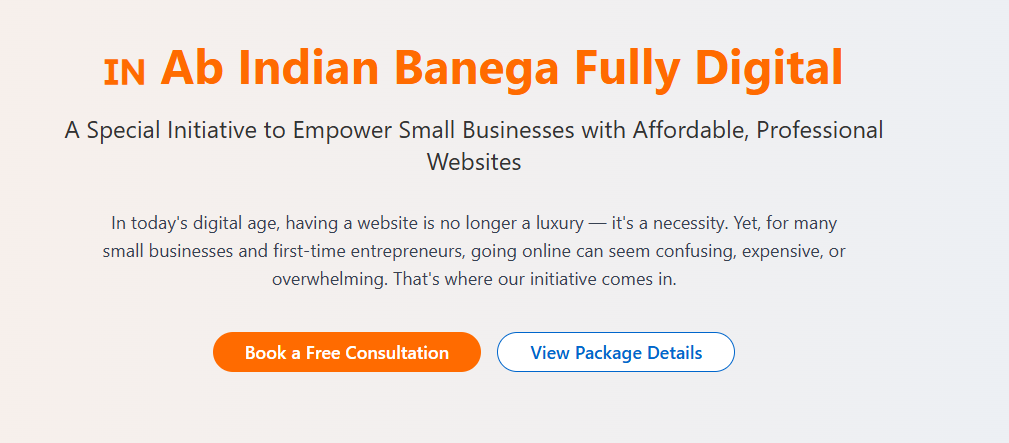 IN Ab Indian Banega Fully Digital
A Special Initiative to Empower Small Businesses with Affordable, Professional
Websites
In today's digital age, having a website is no longer a luxury — it's a necessity. Yet, for many
small businesses and first-time entrepreneurs, going online can seem confusing, expensive, or
overwhelming. That's where our initiative comes in.
Book a Free Consultation
View Package Details